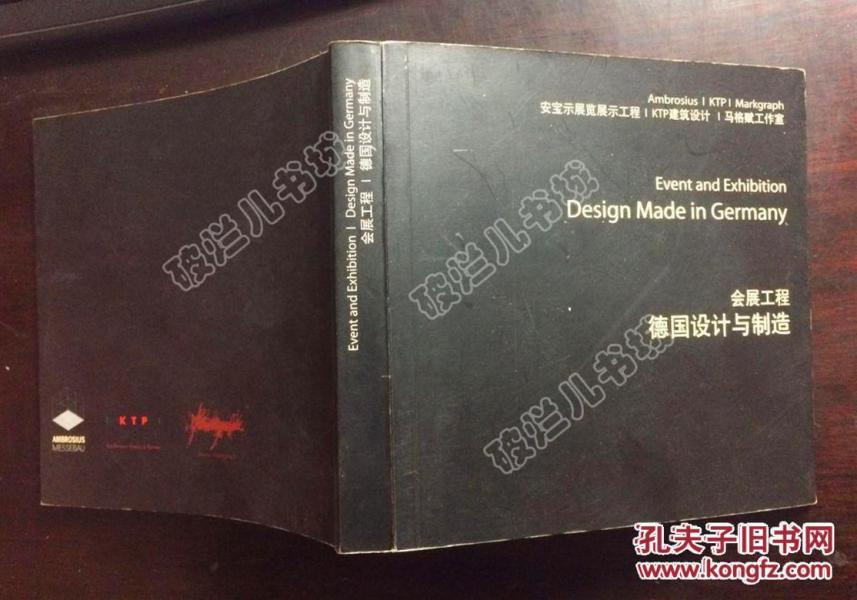 Ambrosius | KTP | Markgraph
安宝示展览展示工程 | KTP建筑设计 | 马格赋工作室
Event and Exhibition
Design Made in Germany
会展工程
德国设计与制造
Event and Exhibition | Design Made in Germany
会展工程 | 德国设计与制造
AMBROSIUS
MESSEBAU
| KTP |
破烂儿书坊
破烂儿书坊
破烂儿书坊
孔夫子旧书网
www.kongfz.com